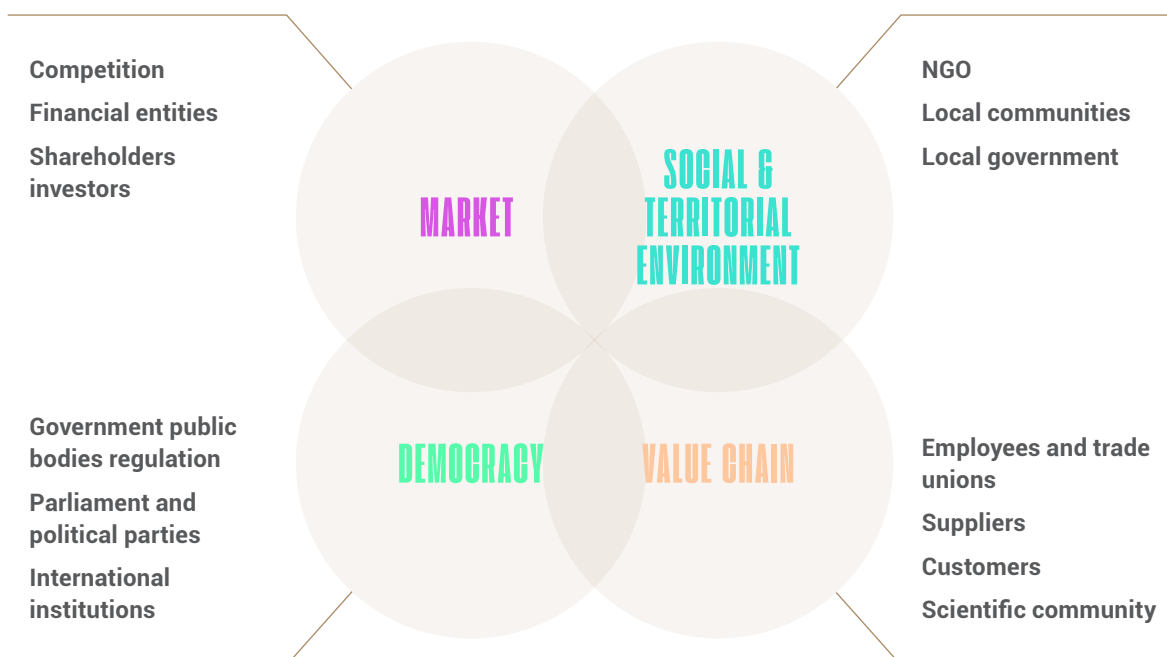 Competition
Financial entities
Shareholders
investors
MARKET
SOCIAL &
TERRITORIAL
ENVIRONMENT
NGO
Local communities
Local government
Government public
bodies regulation
Parliament and
political parties
International
institutions
DEMOCRACY
VALUE CHAIN
Employees and trade
unions
Suppliers
Customers
Scientific community